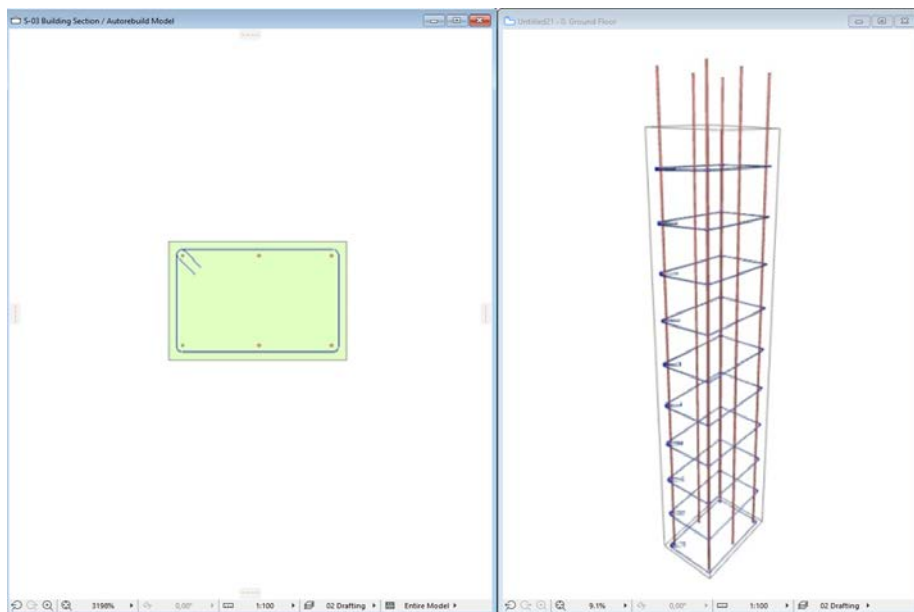 S-03 Building Section / Autorebuild Model
Untitled21 - 0. Ground Floor
3198%
0,00°
1:100
02 Drafting
Entire Model
9.1%
0,00°
1:100
02 Drafting